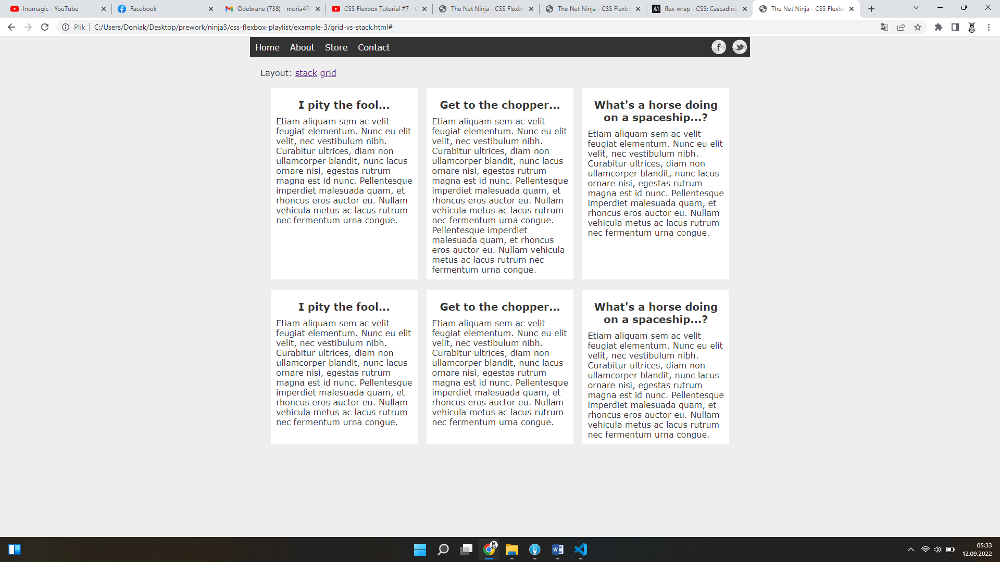 Inomagic - YouTube
Facebook
Odebrane (738) - moria476
CSS Flexbox Tutorial #7 - C
The Net Ninja - CSS Flexbo
The Net Ninja - CSS Flexbo
flex-wrap - CSS: Cascading
The Net Ninja - CSS Flexbo
Plik
C:/Users/Doniak/Desktop/prework/ninja3/css-flexbox-playlist/example-3/grid-vs-stack.html#
Home About Store Contact
Layout: stack grid
I pity the fool...
Etiam aliquam sem ac velit
feugiat elementum. Nunc eu elit
velit, nec vestibulum nibh.
Curabitur ultrices, diam non
ullamcorper blandit, nunc lacus
ornare nisi, egestas rutrum
magna est id nunc. Pellentesque
imperdiet malesuada quam, et
rhoncus eros auctor eu. Nullam
vehicula metus ac lacus rutrum
nec fermentum urna congue.
Get to the chopper...
Etiam aliquam sem ac velit
feugiat elementum. Nunc eu elit
velit, nec vestibulum nibh.
Curabitur ultrices, diam non
ullamcorper blandit, nunc lacus
ornare nisi, egestas rutrum
magna est id nunc. Pellentesque
imperdiet malesuada quam, et
rhoncus eros auctor eu. Nullam
vehicula metus ac lacus rutrum
nec fermentum urna congue.
Pellentesque imperdiet
malesuada quam, et rhoncus
eros auctor eu. Nullam vehicula
metus ac lacus rutrum nec
fermentum urna congue.
What's a horse doing
on a spaceship...?
Etiam aliquam sem ac velit
feugiat elementum. Nunc eu elit
velit, nec vestibulum nibh.
Curabitur ultrices, diam non
ullamcorper blandit, nunc lacus
ornare nisi, egestas rutrum
magna est id nunc. Pellentesque
imperdiet malesuada quam, et
rhoncus eros auctor eu. Nullam
vehicula metus ac lacus rutrum
nec fermentum urna congue.
I pity the fool...
Etiam aliquam sem ac velit
feugiat elementum. Nunc eu elit
velit, nec vestibulum nibh.
Curabitur ultrices, diam non
ullamcorper blandit, nunc lacus
ornare nisi, egestas rutrum
magna est id nunc. Pellentesque
imperdiet malesuada quam, et
rhoncus eros auctor eu. Nullam
vehicula metus ac lacus rutrum
nec fermentum urna congue.
Get to the chopper...
Etiam aliquam sem ac velit
feugiat elementum. Nunc eu elit
velit, nec vestibulum nibh.
Curabitur ultrices, diam non
ullamcorper blandit, nunc lacus
ornare nisi, egestas rutrum
magna est id nunc. Pellentesque
imperdiet malesuada quam, et
rhoncus eros auctor eu. Nullam
vehicula metus ac lacus rutrum
nec fermentum urna congue.
What's a horse doing
on a spaceship...?
Etiam aliquam sem ac velit
feugiat elementum. Nunc eu elit
velit, nec vestibulum nibh.
Curabitur ultrices, diam non
ullamcorper blandit, nunc lacus
ornare nisi, egestas rutrum
magna est id nunc. Pellentesque
imperdiet malesuada quam, et
rhoncus eros auctor eu. Nullam
vehicula metus ac lacus rutrum
nec fermentum urna congue.
05:33
12.09.2022